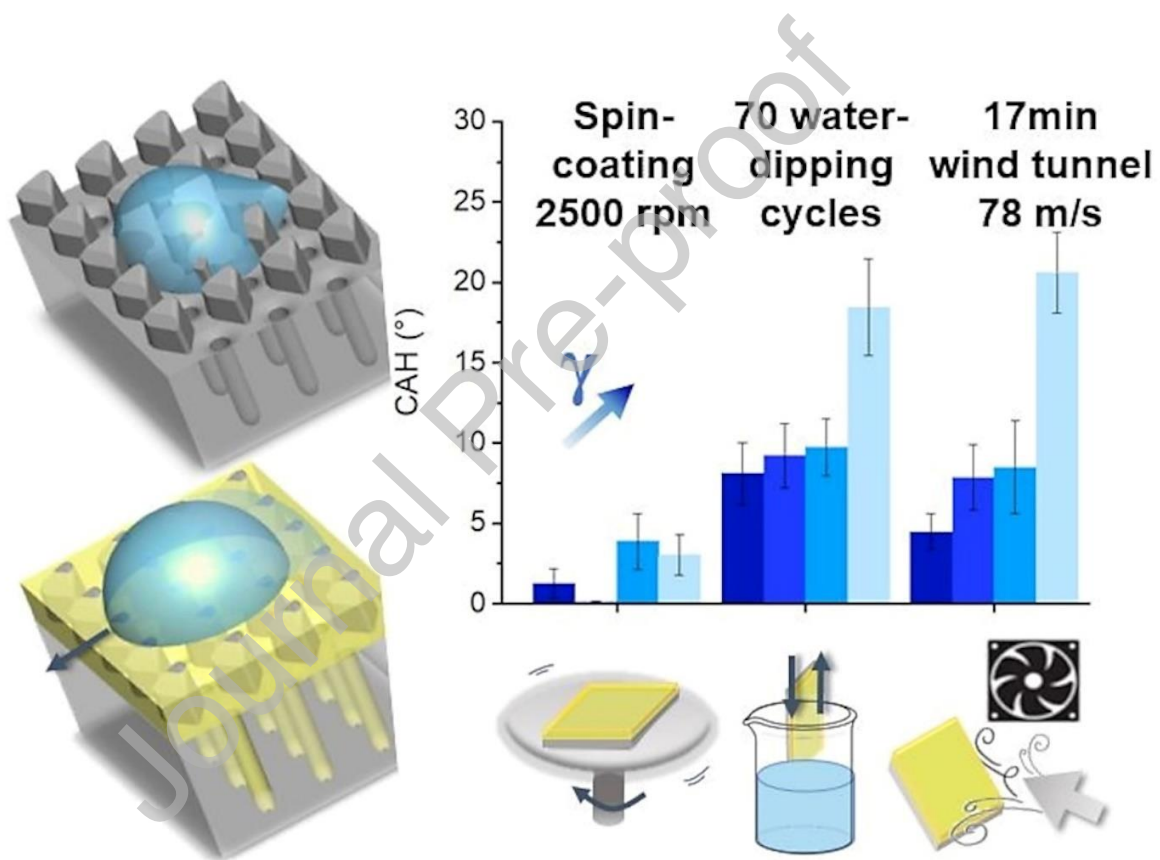 Spin-
coating
2500 rpm
70 water-
dipping
cycles
17min
wind tunnel
78 m/s
30
25
20
15
10
5
0
CAH (°)
γ
Journal Pre-proof